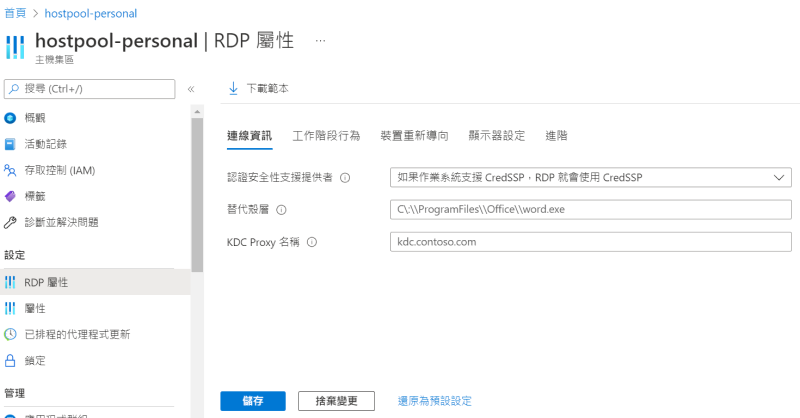 首頁 > hostpool-personal
hostpool-personal | RDP 屬性 ...
主機集區
搜尋 (Ctrl+/)
«
下載範本
概觀
活動記錄
存取控制 (IAM)
標籤
診斷並解決問題
設定
RDP 屬性
屬性
已排程的代理程式更新
鎖定
管理
連線資訊 工作階段行為 裝置重新導向 顯示器設定 進階
認證安全性支援提供者 如果作業系統支援 CredSSP，RDP 就會使用 CredSSP
替代殼層 C\:\\ProgramFiles\\Office\\word.exe
KDC Proxy 名稱 kdc.contoso.com
儲存 捨棄變更 還原為預設設定